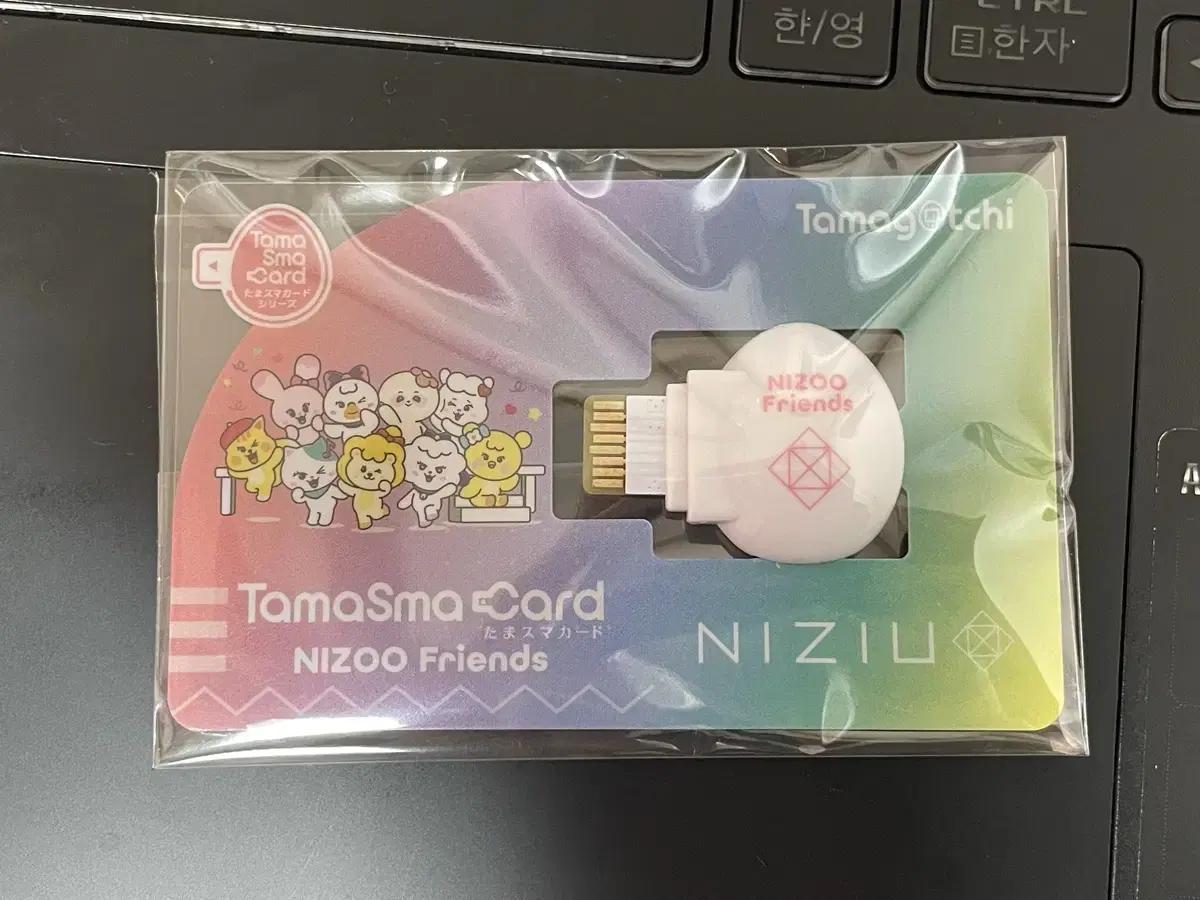 한/영
CTRL
한자
Tamagotchi
Tama
Sma
Card
たまスマカード
シリーズ
NIZOO
Friends
TamaSma Card
たまスマカード
NIZOO Friends
NIZIU
A